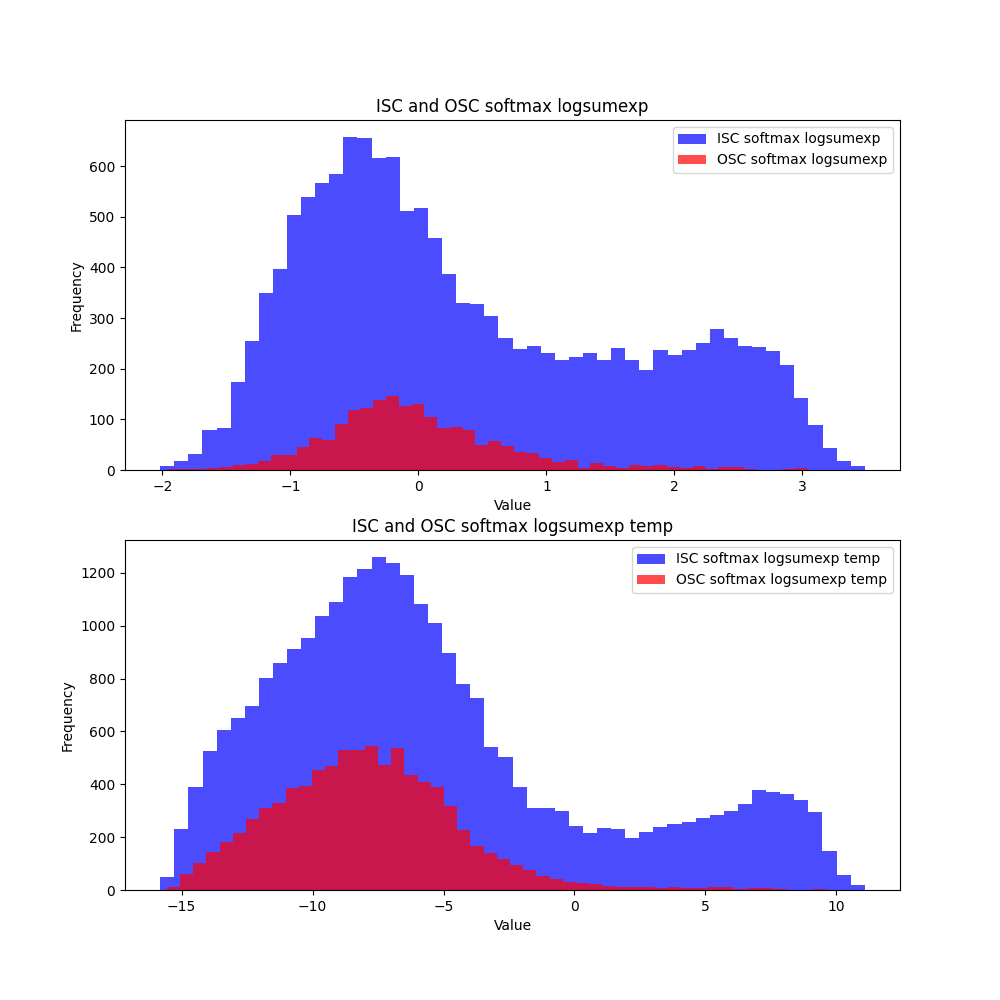 ISC and OSC softmax logsumexp
ISC softmax logsumexp
OSC softmax logsumexp
Frequency
600
500
400
300
200
100
0
−2 −1 0 1 2 3
Value
ISC and OSC softmax logsumexp temp
ISC softmax logsumexp temp
OSC softmax logsumexp temp
Frequency
1200
1000
800
600
400
200
0
−15 −10 −5 0 5 10
Value